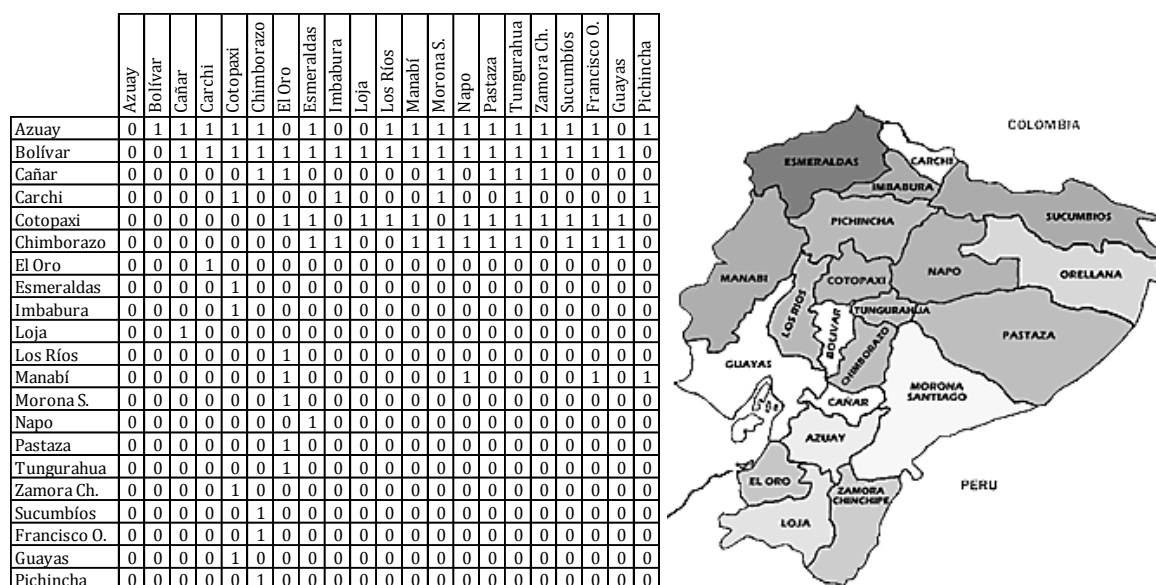 Azuay Bolívar Cañar Carchi Cotopaxi Chimborazo El Oro Esmeraldas Imbabura Loja Los Ríos Manabí Morona S. Napo Pastaza Tungurahua Zamora Ch. Sucumbíos Francisco O. Guayas Pichincha
Azuay 0 1 1 1 1 1 0 1 0 0 1 1 1 1 1 1 1 1 1 0 1
Bolívar 0 0 1 1 1 1 1 1 1 1 1 1 1 1 1 1 1 1 1 1 0
Cañar 0 0 0 0 0 1 1 0 0 0 0 0 1 0 1 1 1 0 0 0 0
Carchi 0 0 0 0 1 0 0 0 1 0 0 0 1 0 0 1 0 0 0 0 1
Cotopaxi 0 0 0 0 0 0 1 1 0 1 1 1 1 0 1 1 1 1 1 1 0
Chimborazo 0 0 0 0 0 0 0 1 1 0 0 1 1 1 1 1 0 1 1 1 0
El Oro 0 0 0 1 0 0 0 0 0 0 0 0 0 0 0 0 0 0 0 0 0
Esmeraldas 0 0 0 0 1 0 0 0 0 0 0 0 0 0 0 0 0 0 0 0 0
Imbabura 0 0 0 0 1 0 0 0 0 0 0 0 0 0 0 0 0 0 0 0 0
Loja 0 0 1 0 0 0 0 0 0 0 0 0 0 0 0 0 0 0 0 0 0
Los Ríos 0 0 0 0 0 0 1 0 0 0 0 0 0 0 0 0 0 0 0 0 0
Manabí 0 0 0 0 0 0 1 0 0 0 0 0 0 1 0 0 0 0 1 0 1
Morona S. 0 0 0 0 0 0 1 0 0 0 0 0 0 0 0 0 0 0 0 0 0
Napo 0 0 0 0 0 0 0 1 0 0 0 0 0 0 0 0 0 0 0 0 0
Pastaza 0 0 0 0 0 0 1 0 0 0 0 0 0 0 0 0 0 0 0 0 0
Tungurahua 0 0 0 0 0 0 1 0 0 0 0 0 0 0 0 0 0 0 0 0 0
Zamora Ch. 0 0 0 0 1 0 0 0 0 0 0 0 0 0 0 0 0 0 0 0 0
Sucumbíos 0 0 0 0 0 1 0 0 0 0 0 0 0 0 0 0 0 0 0 0 0
Francisco O. 0 0 0 0 0 1 0 0 0 0 0 0 0 0 0 0 0 0 0 0 0
Guayas 0 0 0 0 1 0 0 0 0 0 0 0 0 0 0 0 0 0 0 0 0
Pichincha 0 0 0 0 0 1 0 0 0 0 0 0 0 0 0 0 0 0 0 0 0
COLOMBIA
ESMERALDAS
CARCHI
IMBABURA
SUCUMBIOS
PICHINCHA
MANABI
COTOPAXI
NAPO
ORELLANA
LOS RIOS
TUNGURAHUA
BOLIVAR
PASTAZA
GUAYAS
CHIMBORAZO
MORONA
SANTIAGO
CAÑAR
AZUAY
EL ORO
ZAMORA
CHINCHIPE
PERU
LOJA